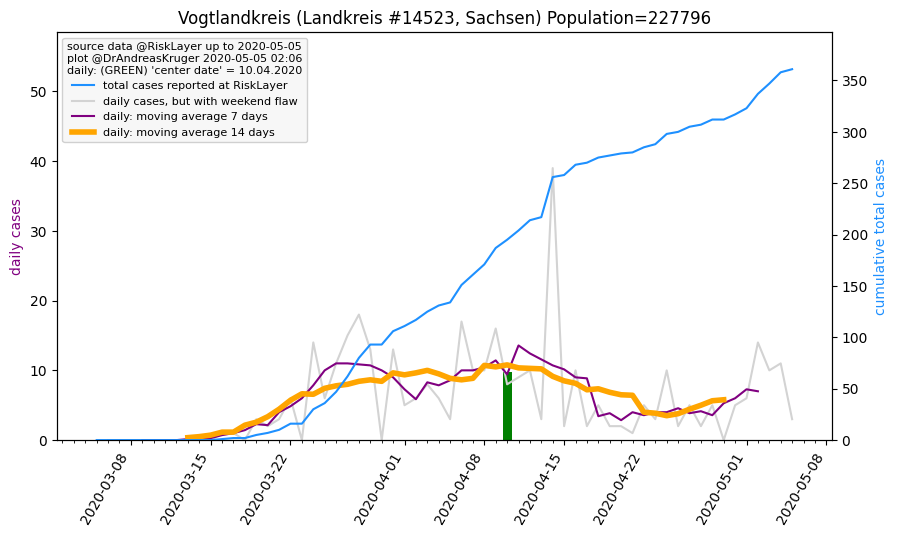 Vogtlandkreis (Landkreis #14523, Sachsen) Population=227796
source data @RiskLayer up to 2020-05-05
plot @DrAndreasKruger 2020-05-05 02:06
daily: (GREEN) 'center date' = 10.04.2020
total cases reported at RiskLayer
daily cases, but with weekend flaw
daily: moving average 7 days
daily: moving average 14 days
daily cases
50
40
30
20
10
0
350
300
250
200
150
100
50
0
cumulative total cases
2020-03-08
2020-03-15
2020-03-22
2020-04-01
2020-04-08
2020-04-15
2020-04-22
2020-05-01
2020-05-08